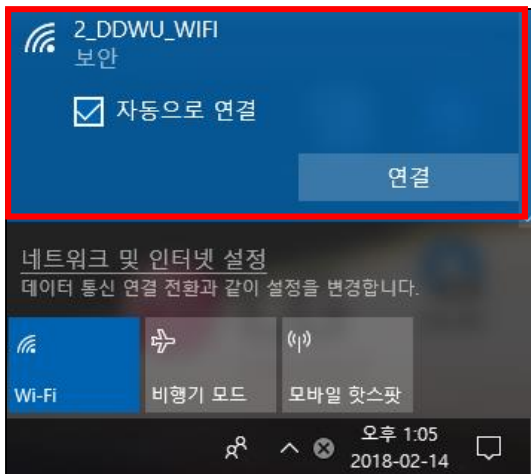 2_DDWU_WIFI
보안
자동으로 연결
연결
네트워크 및 인터넷 설정
데이터 통신 연결 전환과 같이 설정을 변경합니다.
Wi-Fi
비행기 모드
모바일 핫스팟
오후 1:05
2018-02-14